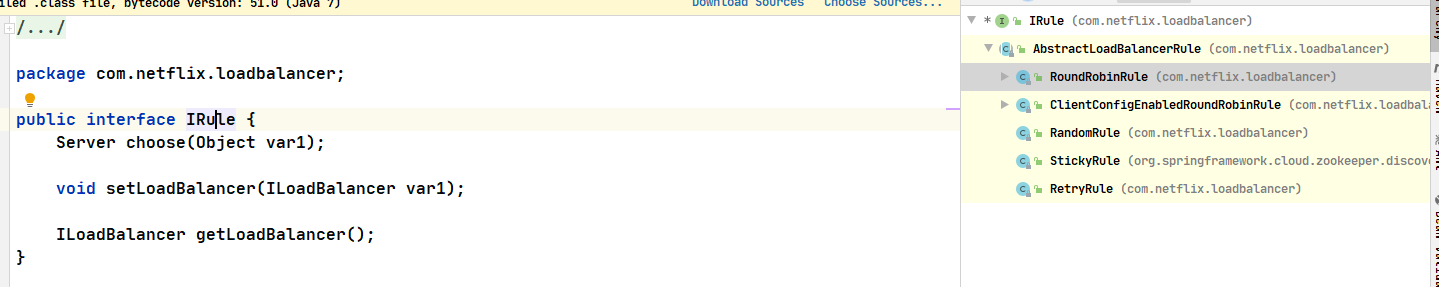 iled .class file, bytecode version: 51.0 (Java 7)
Download Sources
Choose Sources...
/.../
package com.netflix.loadbalancer;
public interface IRule {
Server choose(Object var1);
void setLoadBalancer(ILoadBalancer var1);
ILoadBalancer getLoadBalancer();
}
* IRule (com.netflix.loadbalancer)
AbstractLoadBalancerRule (com.netflix.loadbalancer)
RoundRobinRule (com.netflix.loadbalancer)
ClientConfigEnabledRoundRobinRule (com.netflix.loadbala
RandomRule (com.netflix.loadbalancer)
StickyRule (org.springframework.cloud.zookeeper.discove
RetryRule (com.netflix.loadbalancer)